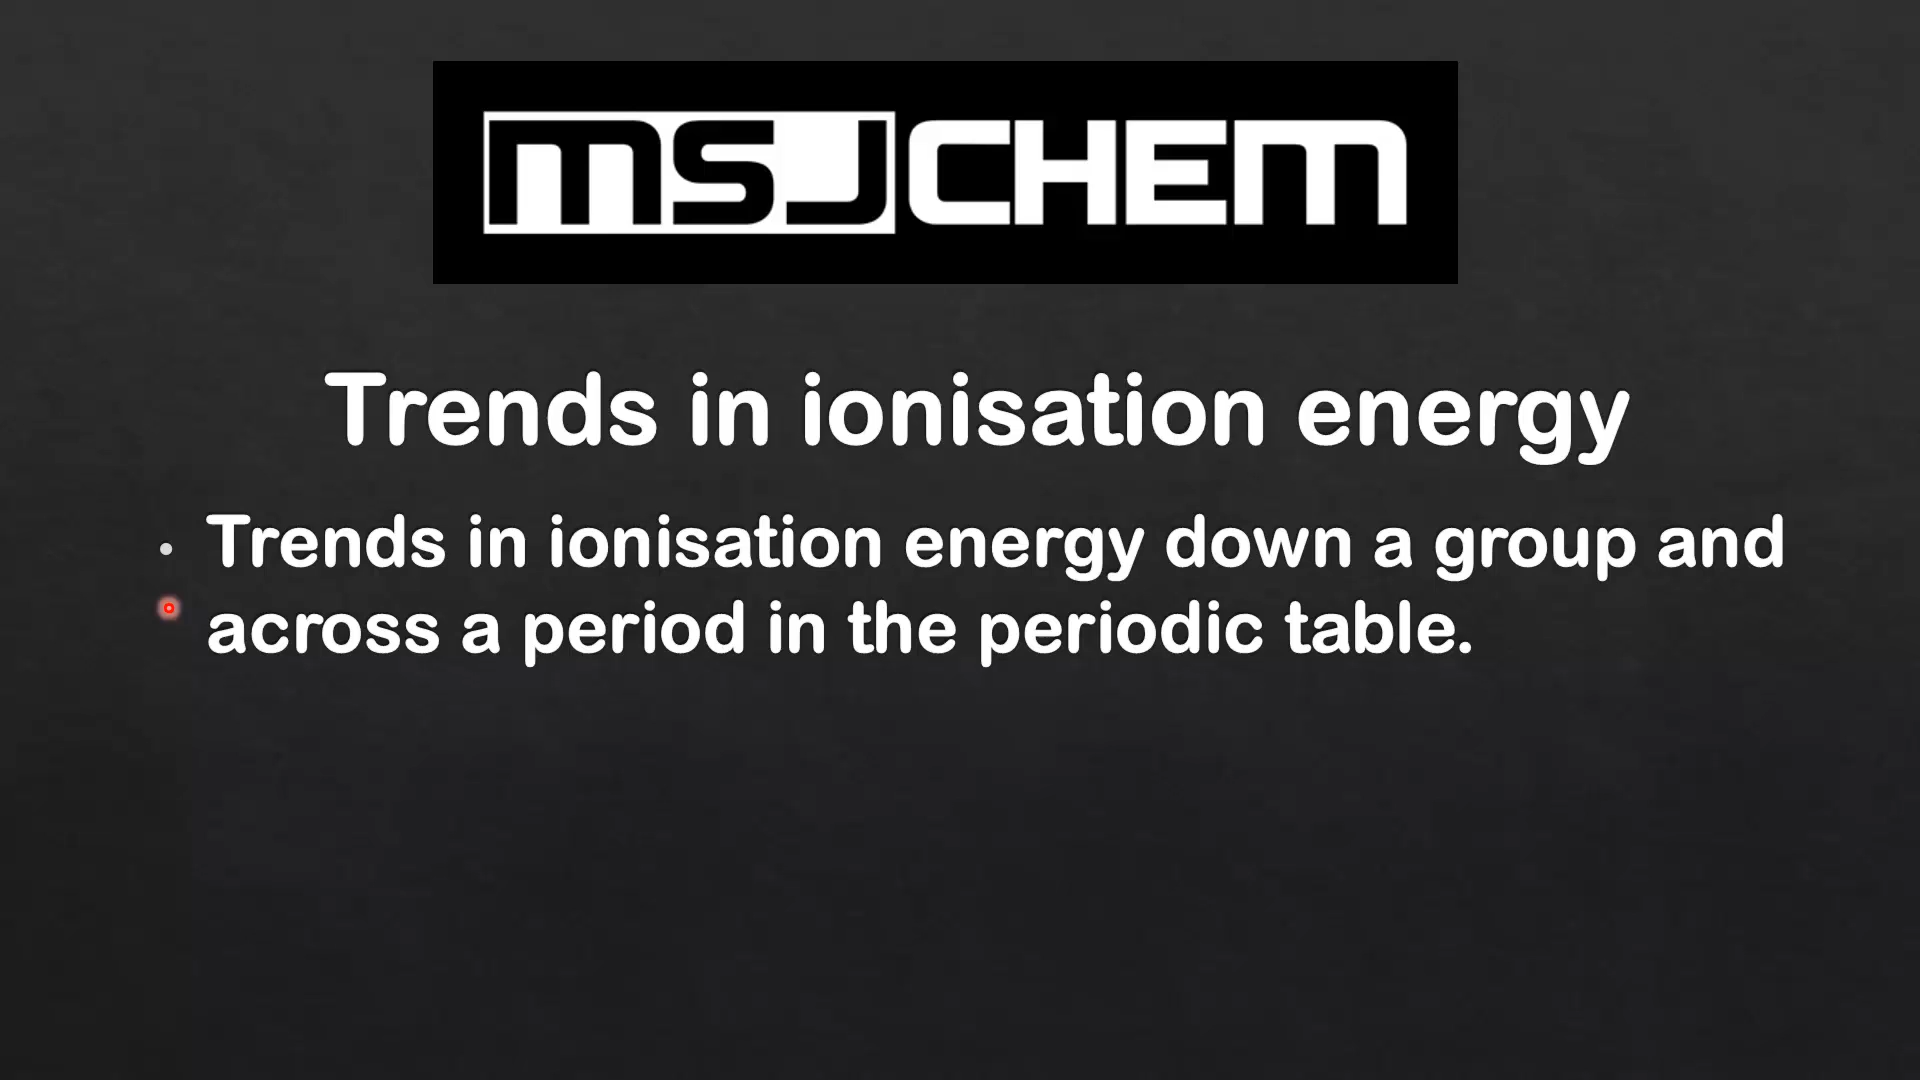 MSJCHEM
Trends in ionisation energy
• Trends in ionisation energy down a group and
across a period in the periodic table.